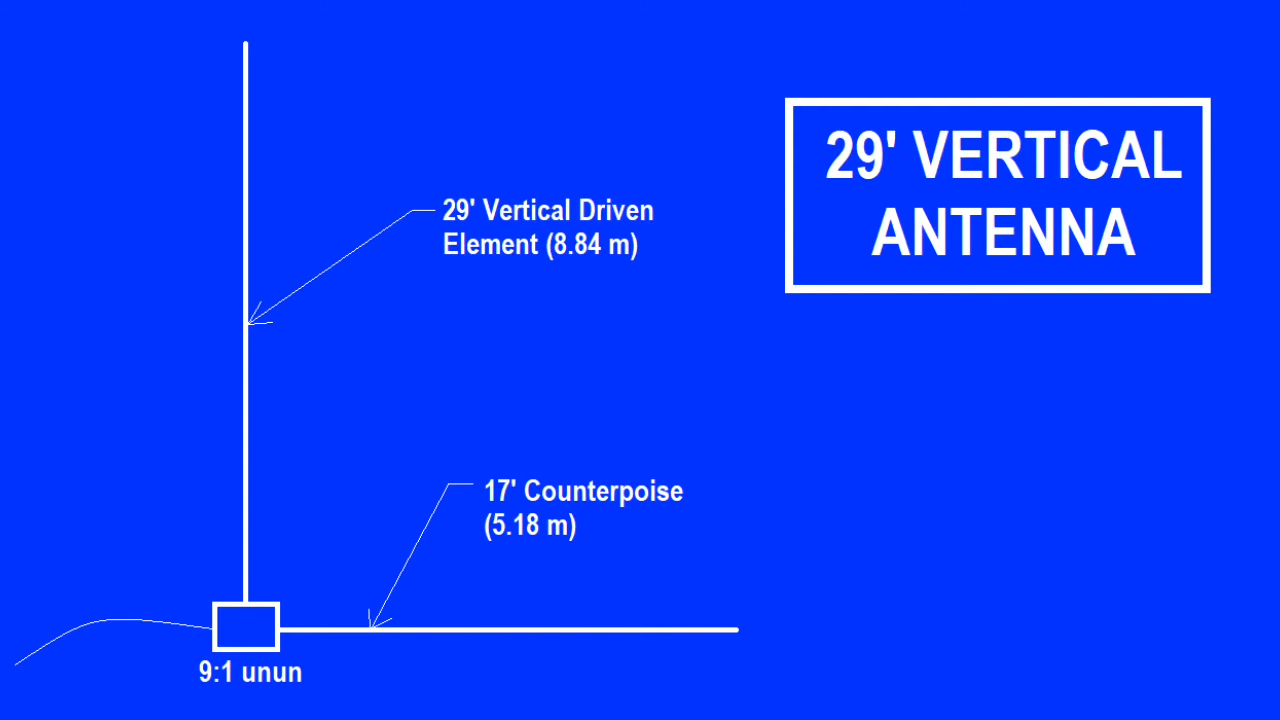 29' VERTICAL
ANTENNA
29' Vertical Driven
Element (8.84 m)
17' Counterpoise
(5.18 m)
9:1 unun